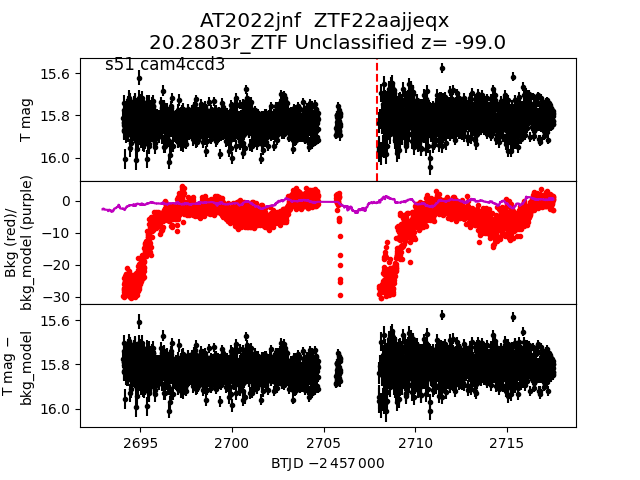 AT2022jnf  ZTF22aajjeqx
20.2803r_ZTF Unclassified z= -99.0
s51 cam4ccd3
15.6
15.8
16.0
T mag
0
−10
−20
−30
Bkg (red)/
bkg_model (purple)
15.6
15.8
16.0
T mag −
bkg_model
2695
2700
2705
2710
2715
BTJD −2 457 000